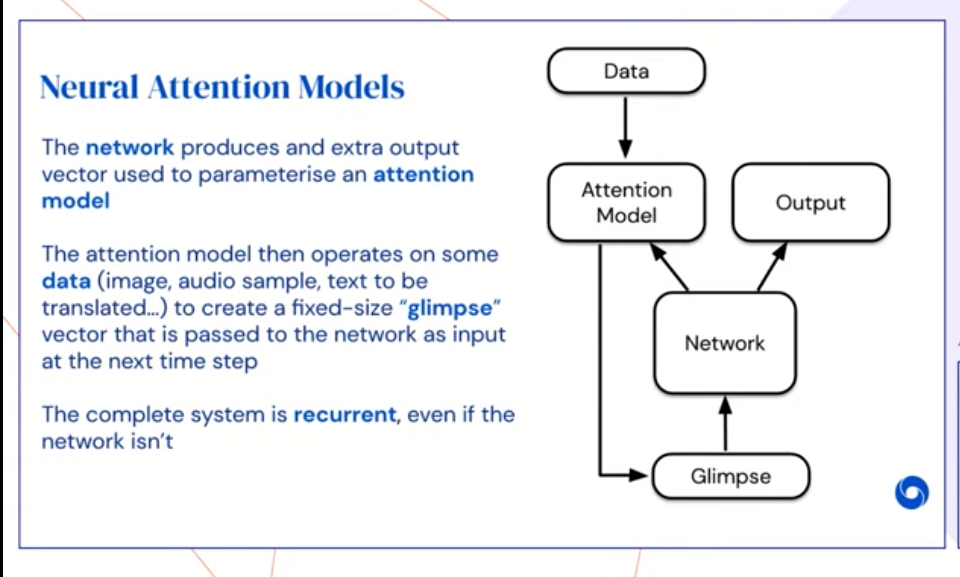 Neural Attention Models
The network produces and extra output
vector used to parameterise an attention
model
The attention model then operates on some
data (image, audio sample, text to be
translated...) to create a fixed-size “glimpse”
vector that is passed to the network as input
at the next time step
The complete system is recurrent, even if the
network isn’t
Data
Attention
Model
Output
Network
Glimpse